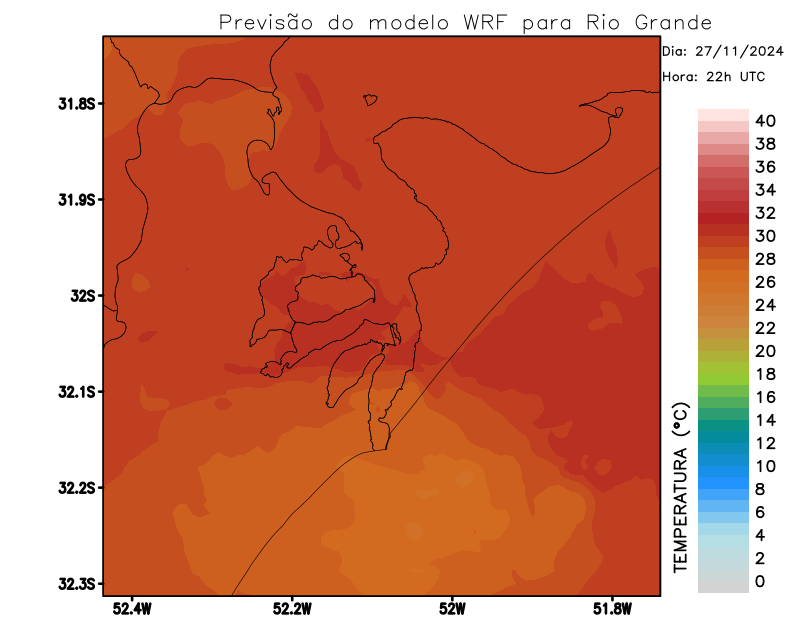 Previsão do modelo WRF para Rio Grande
Dia: 27/11/2024
Hora: 22h UTC
31.8S
31.9S
32S
32.1S
32.2S
32.3S
52.4W
52.2W
52W
51.8W
TEMPERATURA (°C)
40
38
36
34
32
30
28
26
24
22
20
18
16
14
12
10
8
6
4
2
0